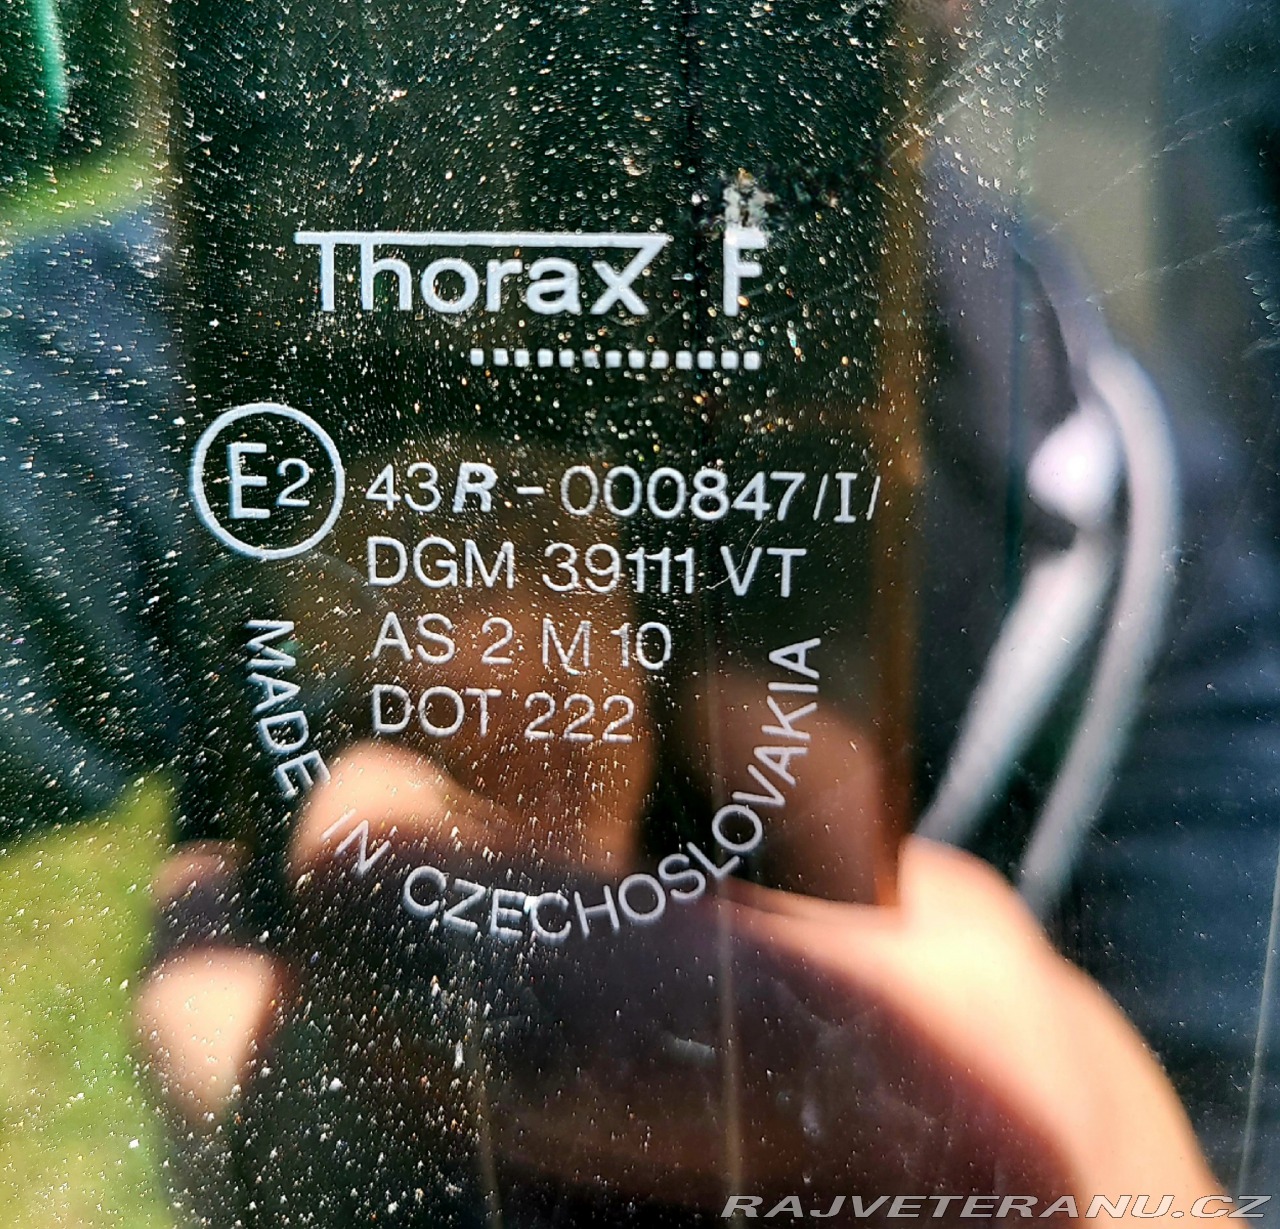 Thorax F
E2 43R-000847/I/
DGM 39111 VT
AS 2 M 10
DOT 222
MADE IN CZECHOSLOVAKIA
RAJVETERANU.CZ